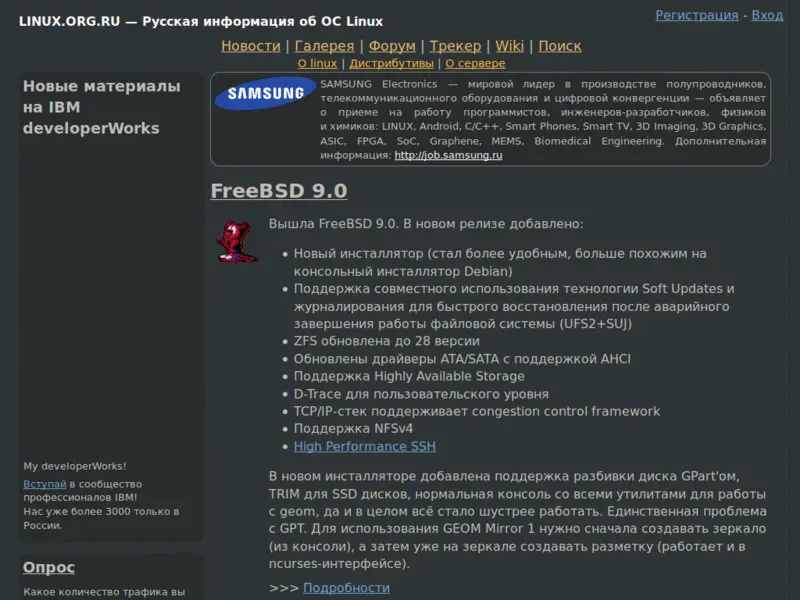 LINUX.ORG.RU — Русская информация об ОС Linux
Регистрация - Вход
Новости | Галерея | Форум | Трекер | Wiki | Поиск
О linux | Дистрибутивы | О сервере
Новые материалы
на IBM
developerWorks
My developerWorks!
Вступай в сообщество
профессионалов IBM!
Нас уже более 3000 только в
России.
Опрос
Какое количество трафика вы
SAMSUNG
SAMSUNG Electronics — мировой лидер в производстве полупроводников,
телекоммуникационного оборудования и цифровой конвергенции — объявляет
о приеме на работу программистов, инженеров-разработчиков, физиков
и химиков: LINUX, Android, C/C++, Smart Phones, Smart TV, 3D Imaging, 3D Graphics,
ASIC, FPGA, SoC, Graphene, MEMS, Biomedical Engineering. Дополнительная
информация: http://job.samsung.ru
FreeBSD 9.0
Вышла FreeBSD 9.0. В новом релизе добавлено:
• Новый инсталлятор (стал более удобным, больше похожим на
консольный инсталлятор Debian)
• Поддержка совместного использования технологии Soft Updates и
журналирования для быстрого восстановления после аварийного
завершения работы файловой системы (UFS2+SUJ)
• ZFS обновлена до 28 версии
• Обновлены драйверы ATA/SATA с поддержкой AHCI
• Поддержка Highly Available Storage
• D-Trace для пользовательского уровня
• TCP/IP-стек поддерживает congestion control framework
• Поддержка NFSv4
• High Performance SSH
В новом инсталляторе добавлена поддержка разбивки диска GPart'ом,
TRIM для SSD дисков, нормальная консоль со всеми утилитами для работы
с geom, да и в целом всё стало шустрее работать. Единственная проблема
с GPT. Для использования GEOM Mirror 1 нужно сначала создавать зеркало
(из консоли), а затем уже на зеркале создавать разметку (работает и в
ncurses-интерфейсе).
>>> Подробности